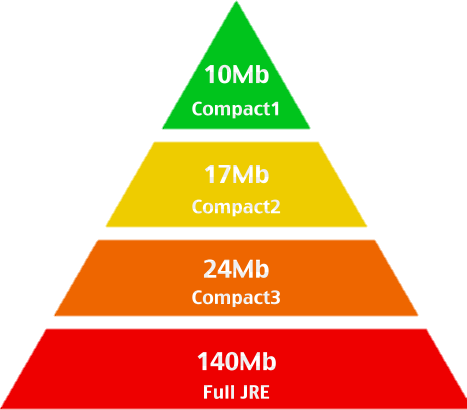 10Mb
Compact1
17Mb
Compact2
24Mb
Compact3
140Mb
Full JRE